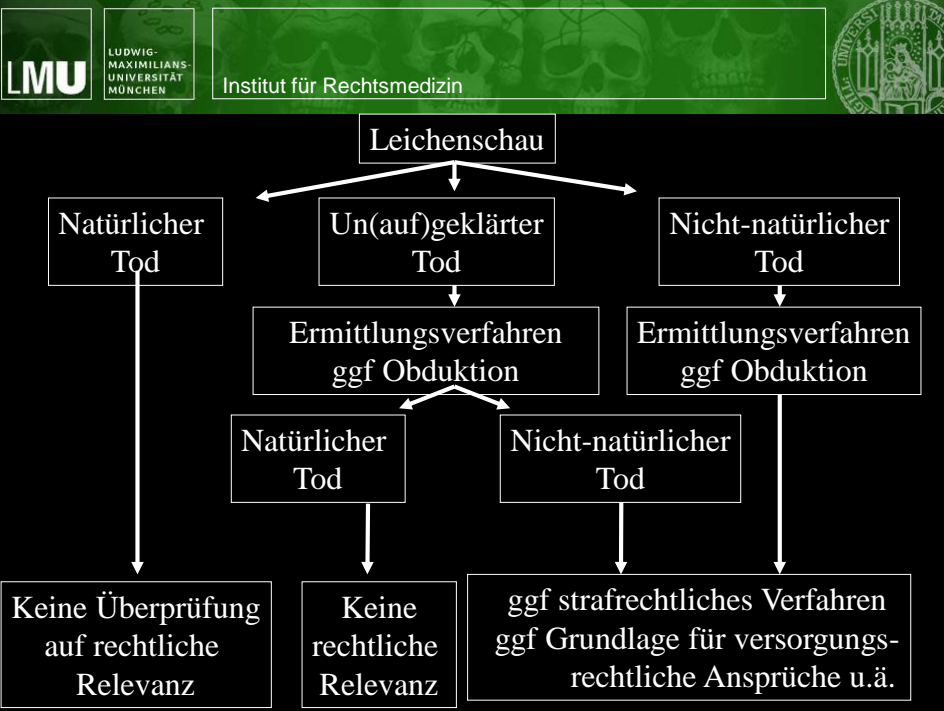 LMU
LUDWIG-
MAXIMILIANS-
UNIVERSITÄT
MÜNCHEN
Institut für Rechtsmedizin
Leichenschau
Natürlicher
Tod
Un(auf)geklärter
Tod
Nicht-natürlicher
Tod
Ermittlungsverfahren
ggf Obduktion
Ermittlungsverfahren
ggf Obduktion
Natürlicher
Tod
Nicht-natürlicher
Tod
Keine Überprüfung
auf rechtliche
Relevanz
Keine
rechtliche
Relevanz
ggf strafrechtliches Verfahren
ggf Grundlage für versorgungs-
rechtliche Ansprüche u.ä.